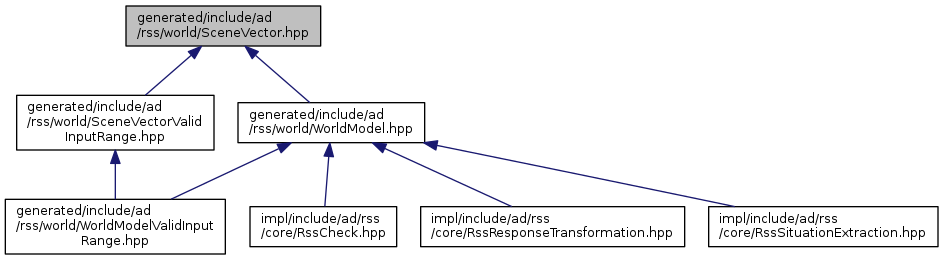 generated/include/ad
/rss/world/SceneVector.hpp
generated/include/ad
/rss/world/SceneVectorValid
InputRange.hpp
generated/include/ad
/rss/world/WorldModel.hpp
generated/include/ad
/rss/world/WorldModelValidInput
Range.hpp
impl/include/ad/rss
/core/RssCheck.hpp
impl/include/ad/rss
/core/RssResponseTransformation.hpp
impl/include/ad/rss
/core/RssSituationExtraction.hpp